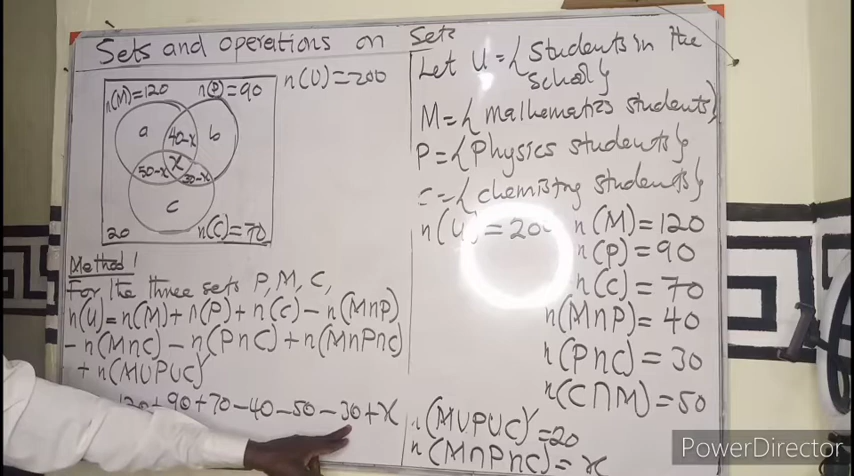 Sets and operations on Sets
n(M)=120 n(P)=90 n(U)=200
a 40-x b
50-x x 30-x
c
20 n(C)=70
Method 1
For the three sets P, M, C,
n(U)=n(M)+n(P)+n(C)-n(M∩P)
-n(M∩C)-n(P∩C)+n(M∩P∩C)
+n(M∪P∪C)'
120+90+70-40-50-30+x
Let U={Students in the
school}
M={mathematics students}
P={Physics students}
C={chemistry students}
n(U)=200 n(M)=120
n(P)=90
n(C)=70
n(M∩P)=40
n(P∩C)=30
n(C∩M)=50
n(M∪P∪C)'=20
n(M∩P∩C)=x
PowerDirector